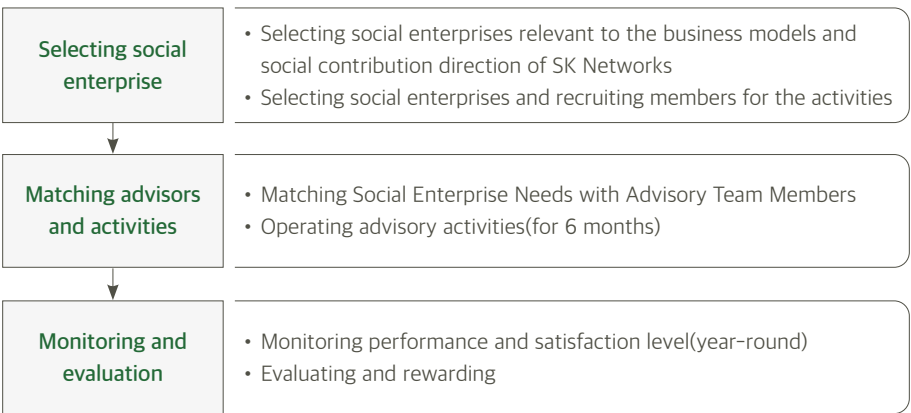 Selecting social
enterprise
• Selecting social enterprises relevant to the business models and
social contribution direction of SK Networks
• Selecting social enterprises and recruiting members for the activities
Matching advisors
and activities
• Matching Social Enterprise Needs with Advisory Team Members
• Operating advisory activities(for 6 months)
Monitoring and
evaluation
• Monitoring performance and satisfaction level(year-round)
• Evaluating and rewarding